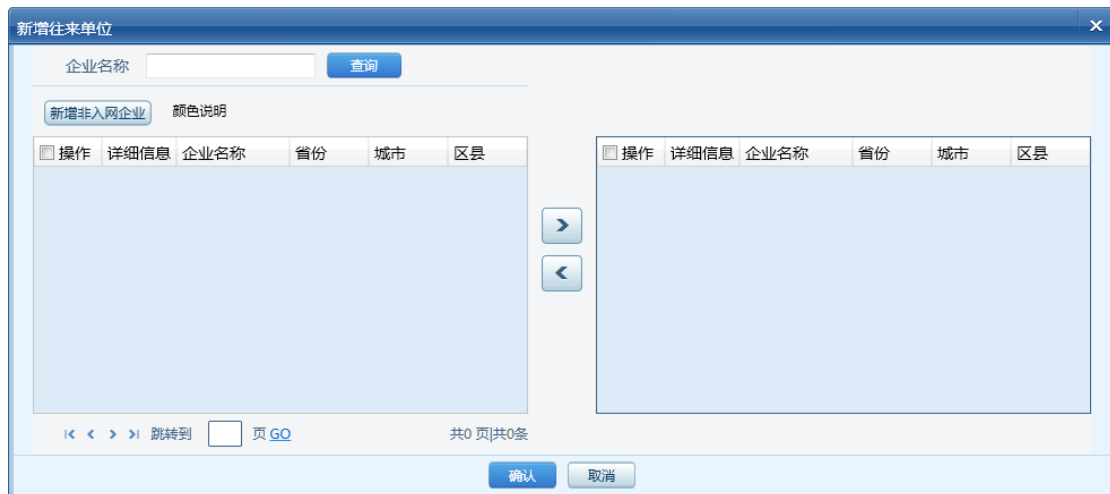 新增往来单位
企业名称 查询
新增非入网企业 颜色说明
操作 详细信息 企业名称 省份 城市 区县
操作 详细信息 企业名称 省份 城市 区县
跳转到 页 GO 共0 页|共0条
确认 取消